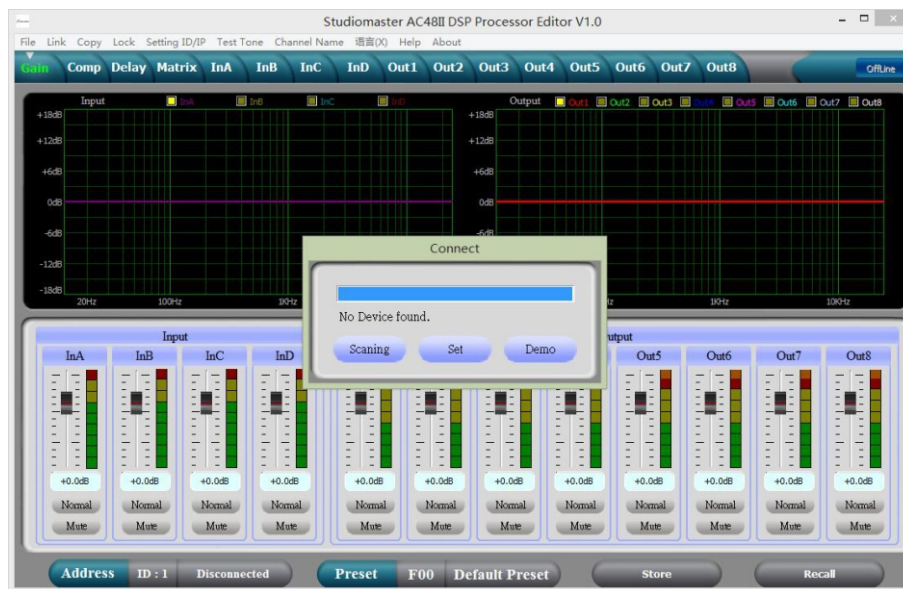 Studiomaster AC48II DSP Processor Editor V1.0
File Link Copy Lock Setting ID/IP Test Tone Channel Name 语言(X) Help About
Gain Comp Delay Matrix InA InB InC InD Out1 Out2 Out3 Out4 Out5 Out6 Out7 Out8 OffLine
Input InA InB InC InD Output Out1 Out2 Out3 Out4 Out5 Out6 Out7 Out8
+18dB +18dB
+12dB +12dB
+6dB +6dB
0dB 0dB
-6dB -6dB
Connect
-12dB
-18dB
20Hz 100Hz 1KHz 1KHz 10KHz
No Device found.
Scaning Set Demo
Input
InA InB InC InD Out5 Out6 Out7 Out8
+0.0dB +0.0dB +0.0dB +0.0dB +0.0dB +0.0dB +0.0dB +0.0dB +0.0dB +0.0dB +0.0dB +0.0dB
Normal Normal Normal Normal Normal Normal Normal Normal Normal Normal Normal Normal
Mute Mute Mute Mute Mute Mute Mute Mute Mute Mute Mute Mute
Address ID : 1 Disconnected Preset F00 Default Preset Store Recall